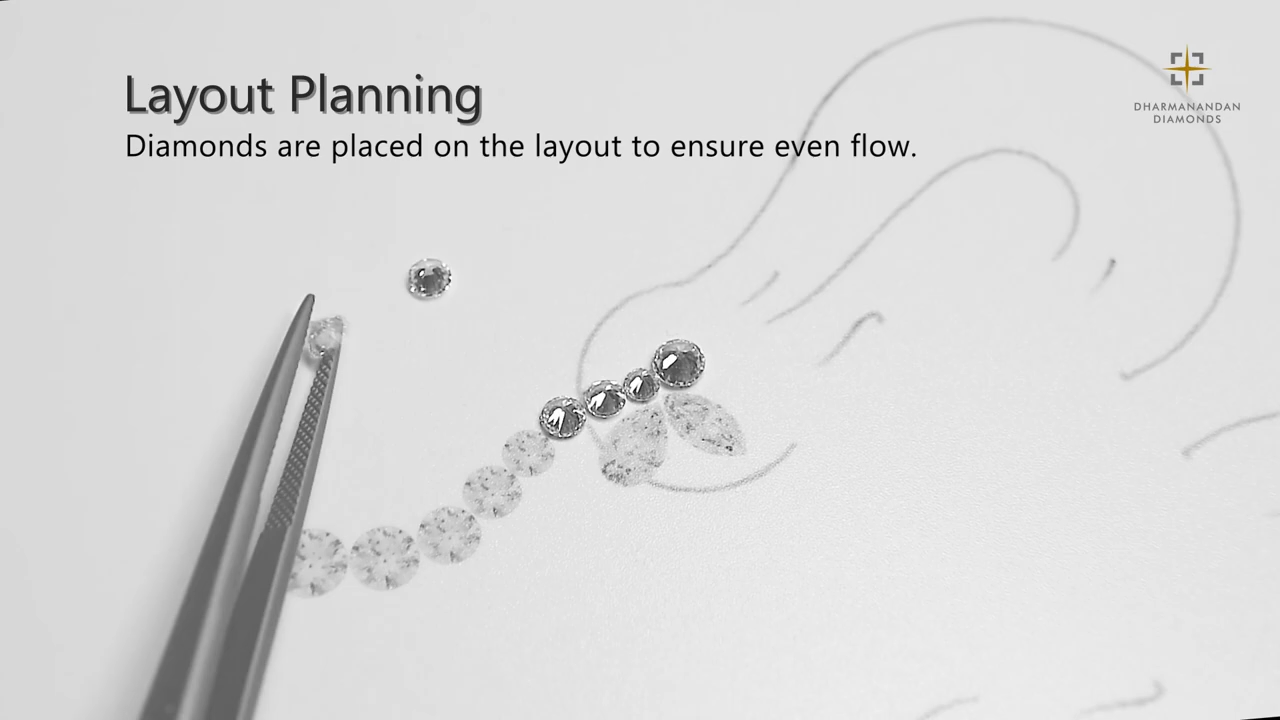 Layout Planning
Diamonds are placed on the layout to ensure even flow.
DHARMANANDAN
DIAMONDS